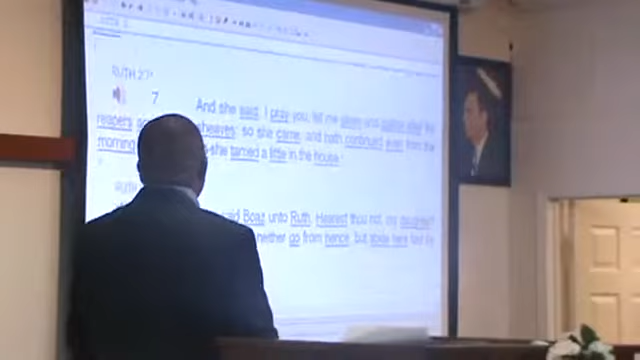 RUTH 2:7
7 And she said, I pray you, let me glean and gather after the
reapers sheaves: so she came, and hath continued even from the
morning she tarried a little in the house.
RUTH
said Boaz unto Ruth, Hearest thou not, my daughter?
neither go from hence, but abide here fast by